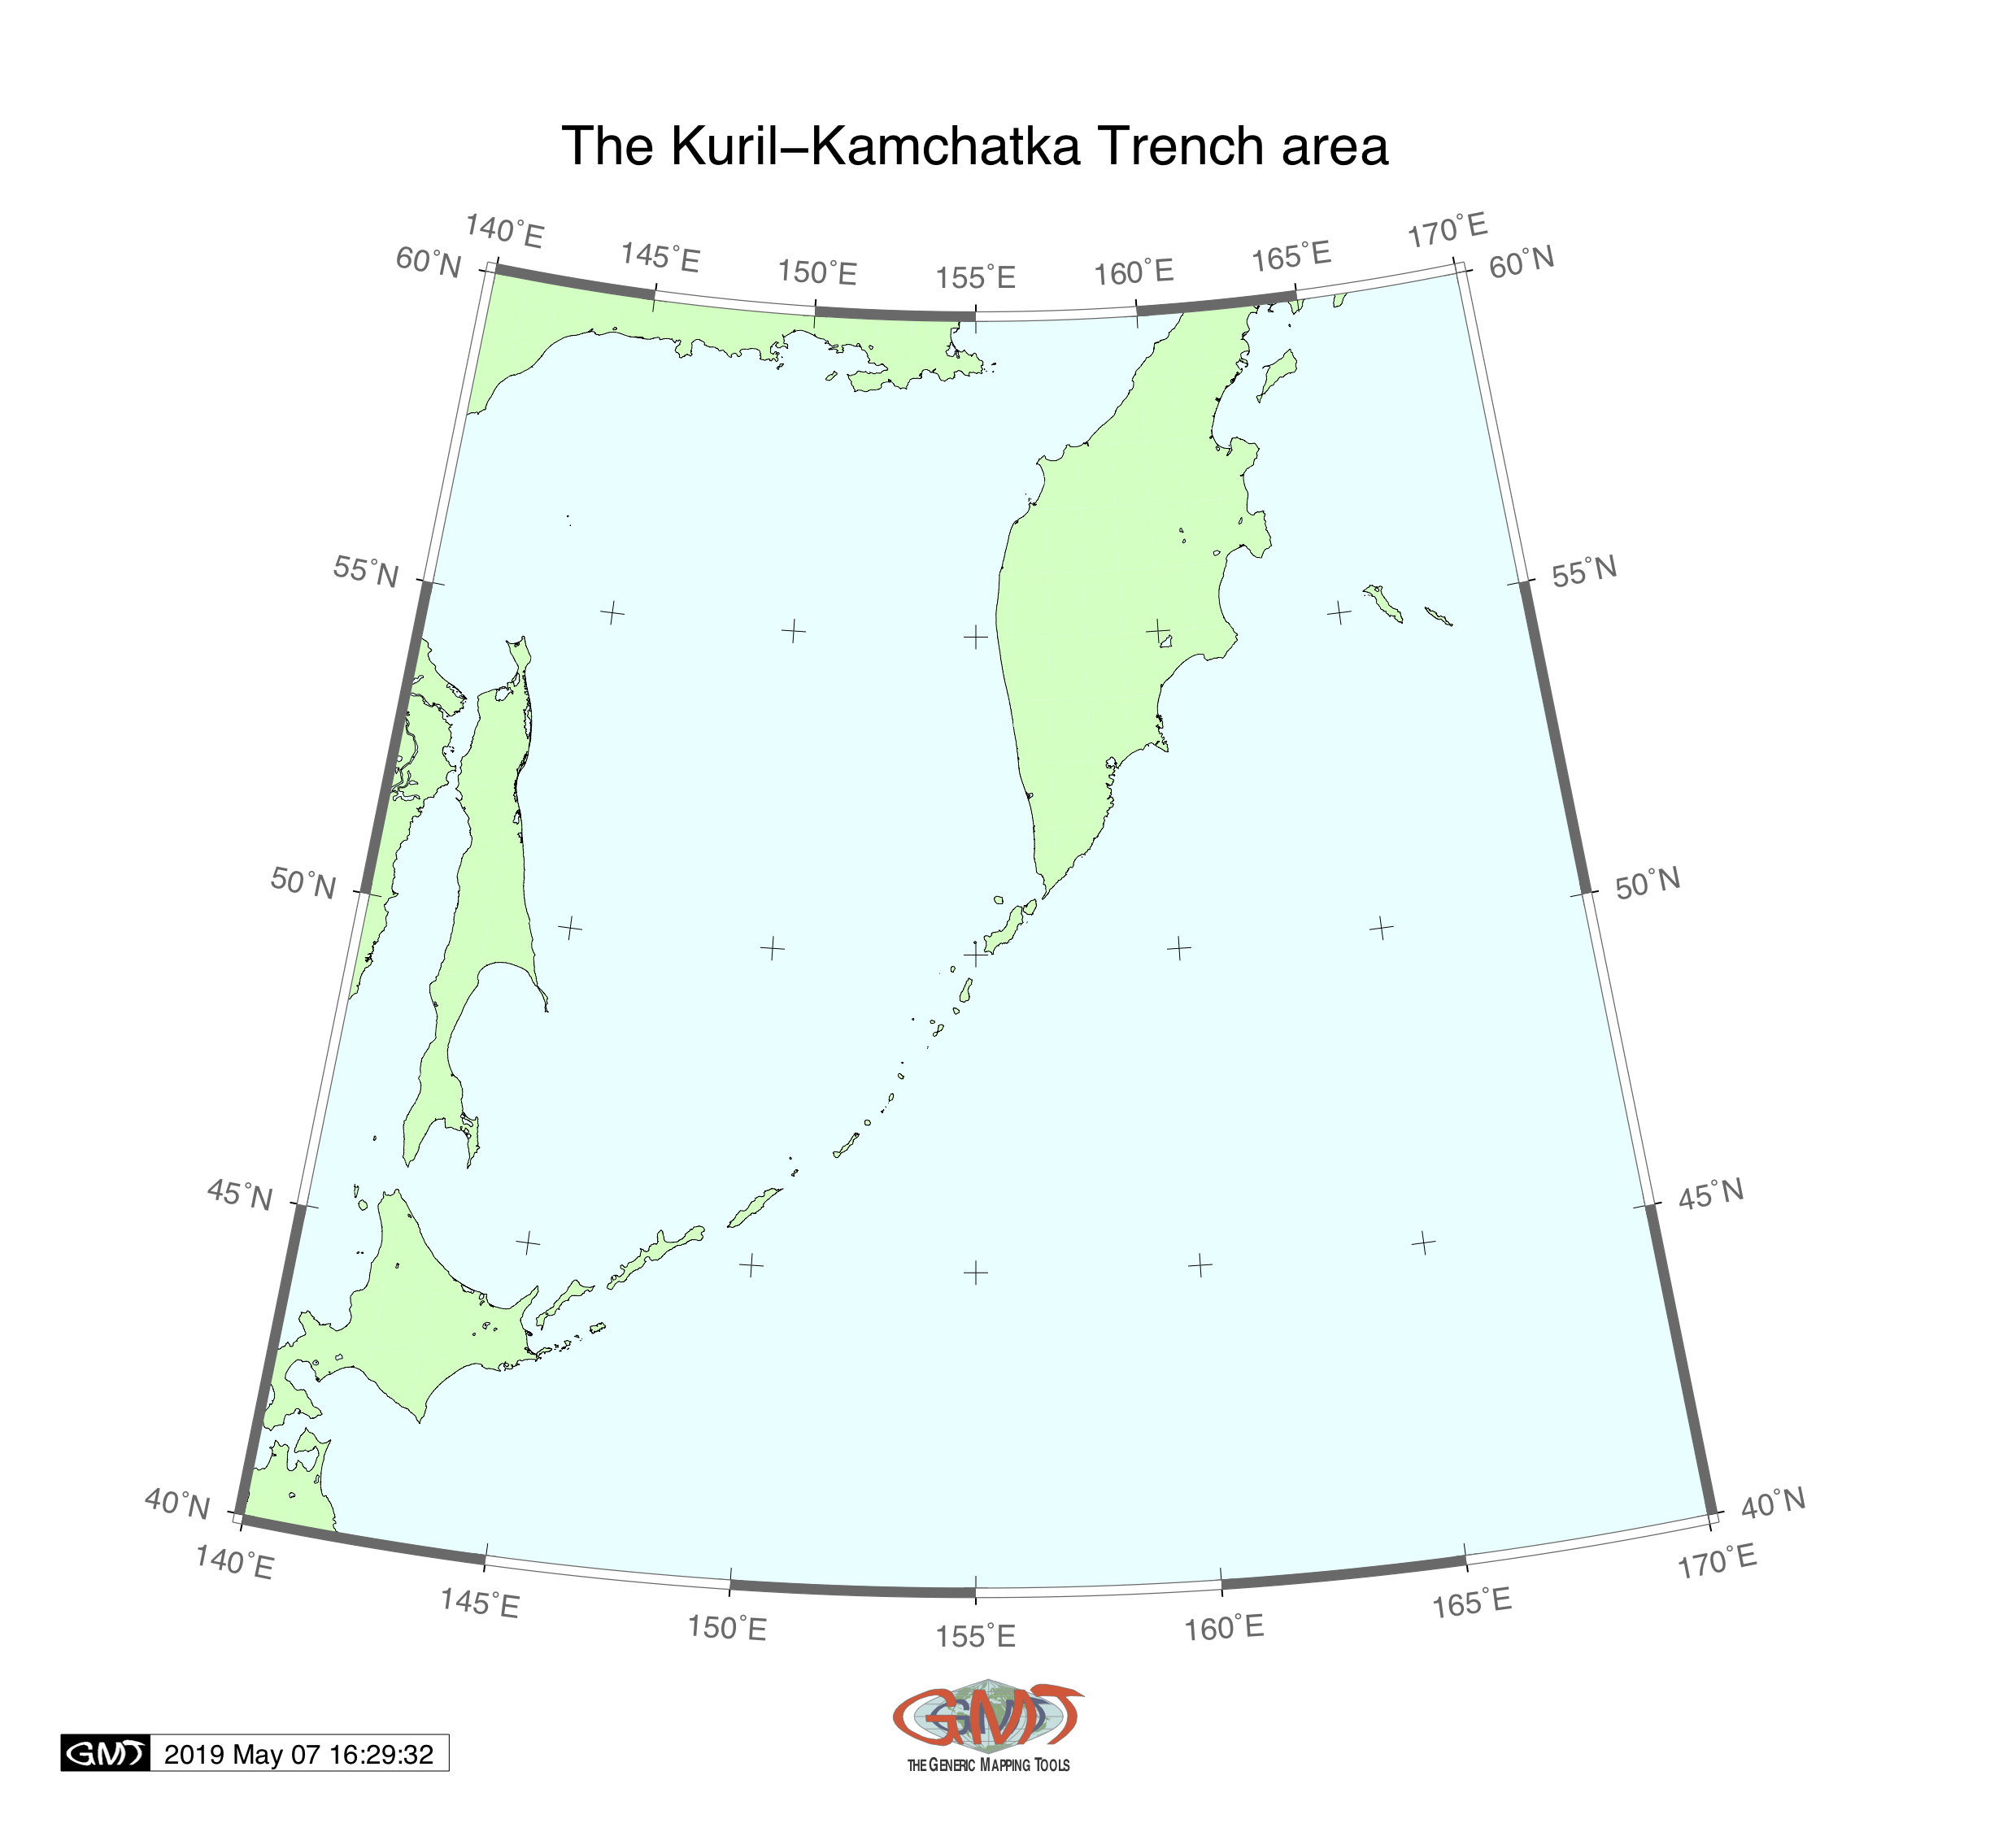 The Kuril–Kamchatka Trench area
140°E 145°E 150°E 155°E 160°E 165°E 170°E
60°N 60°N
55°N 55°N
50°N 50°N
45°N 45°N
40°N 40°N
140°E 145°E 150°E 155°E 160°E 165°E 170°E
GMT
THE GENERIC MAPPING TOOLS
GMT 2019 May 07 16:29:32